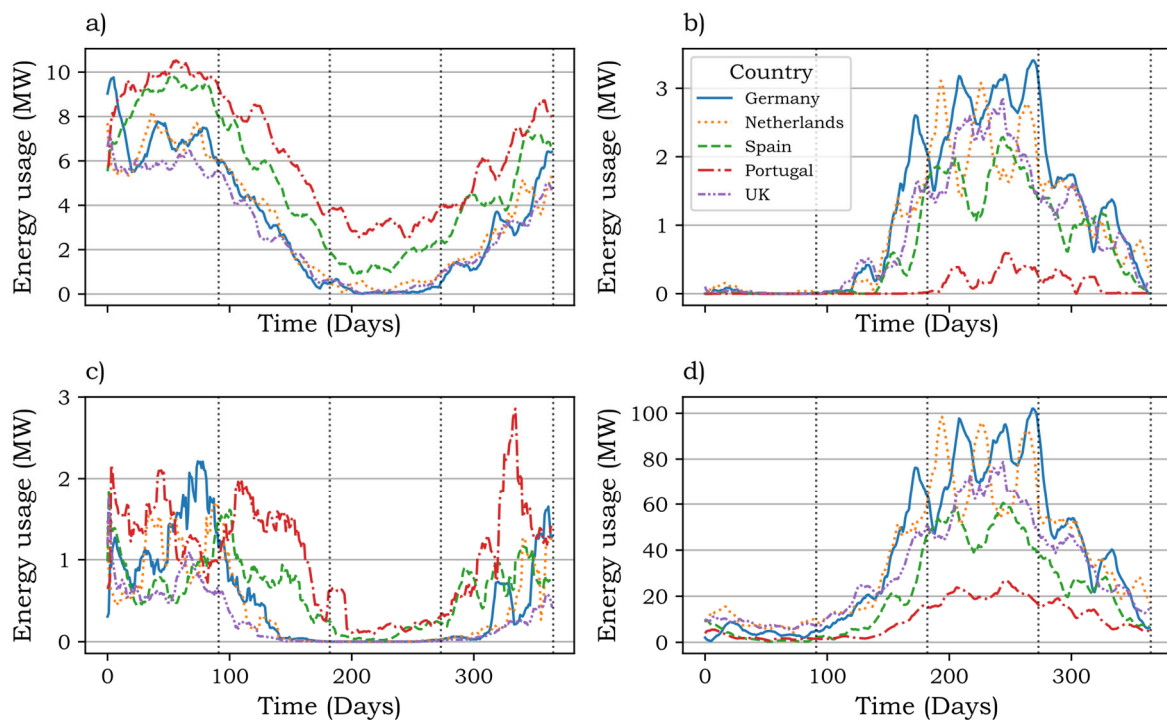 a)
Energy usage (MW)
10
8
6
4
2
0
Time (Days)
b)
Energy usage (MW)
3
2
1
0
Country
Germany
Netherlands
Spain
Portugal
UK
Time (Days)
c)
Energy usage (MW)
3
2
1
0
0 100 200 300
Time (Days)
d)
Energy usage (MW)
100
80
60
40
20
0
0 100 200 300
Time (Days)